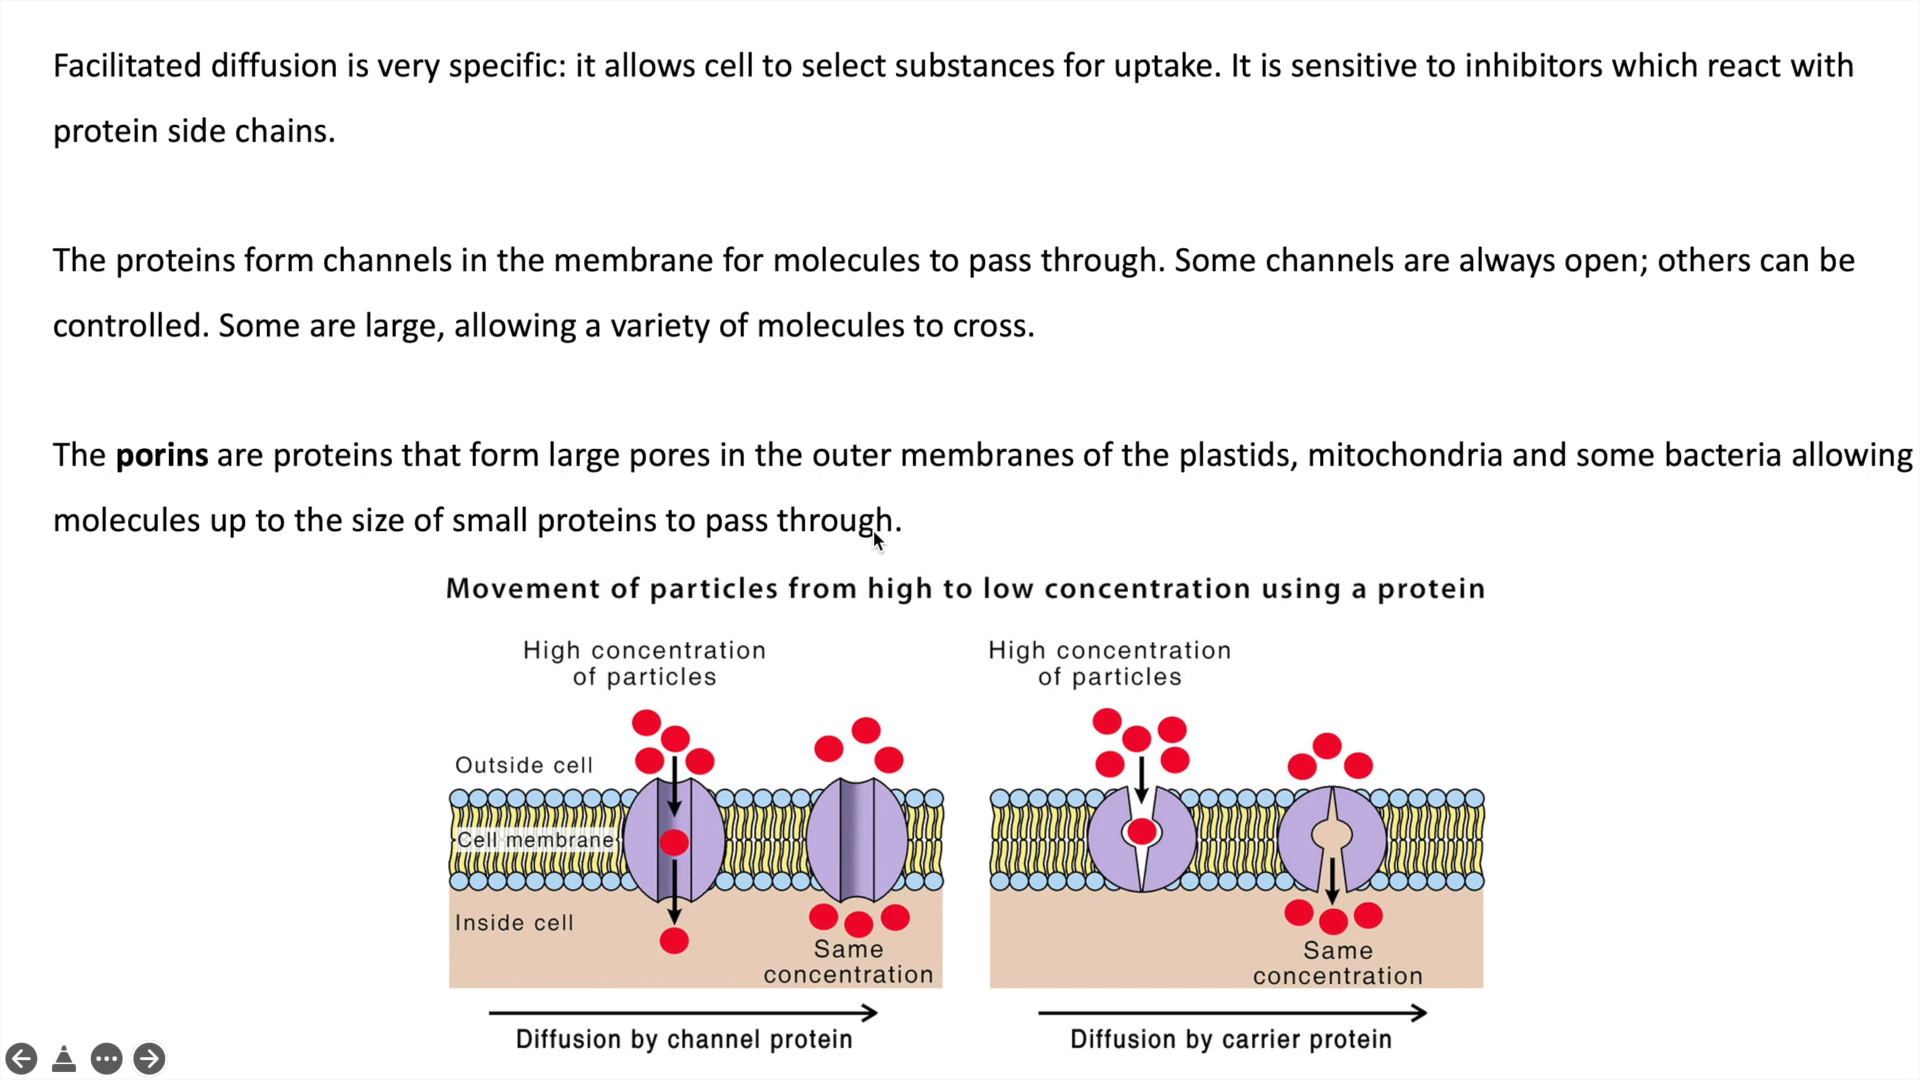 Facilitated diffusion is very specific: it allows cell to select substances for uptake. It is sensitive to inhibitors which react with
protein side chains.
The proteins form channels in the membrane for molecules to pass through. Some channels are always open; others can be
controlled. Some are large, allowing a variety of molecules to cross.
The porins are proteins that form large pores in the outer membranes of the plastids, mitochondria and some bacteria allowing
molecules up to the size of small proteins to pass through.
Movement of particles from high to low concentration using a protein
High concentration
of particles
Outside cell
Cell membrane
Inside cell
Same
concentration
Diffusion by channel protein
High concentration
of particles
Same
concentration
Diffusion by carrier protein